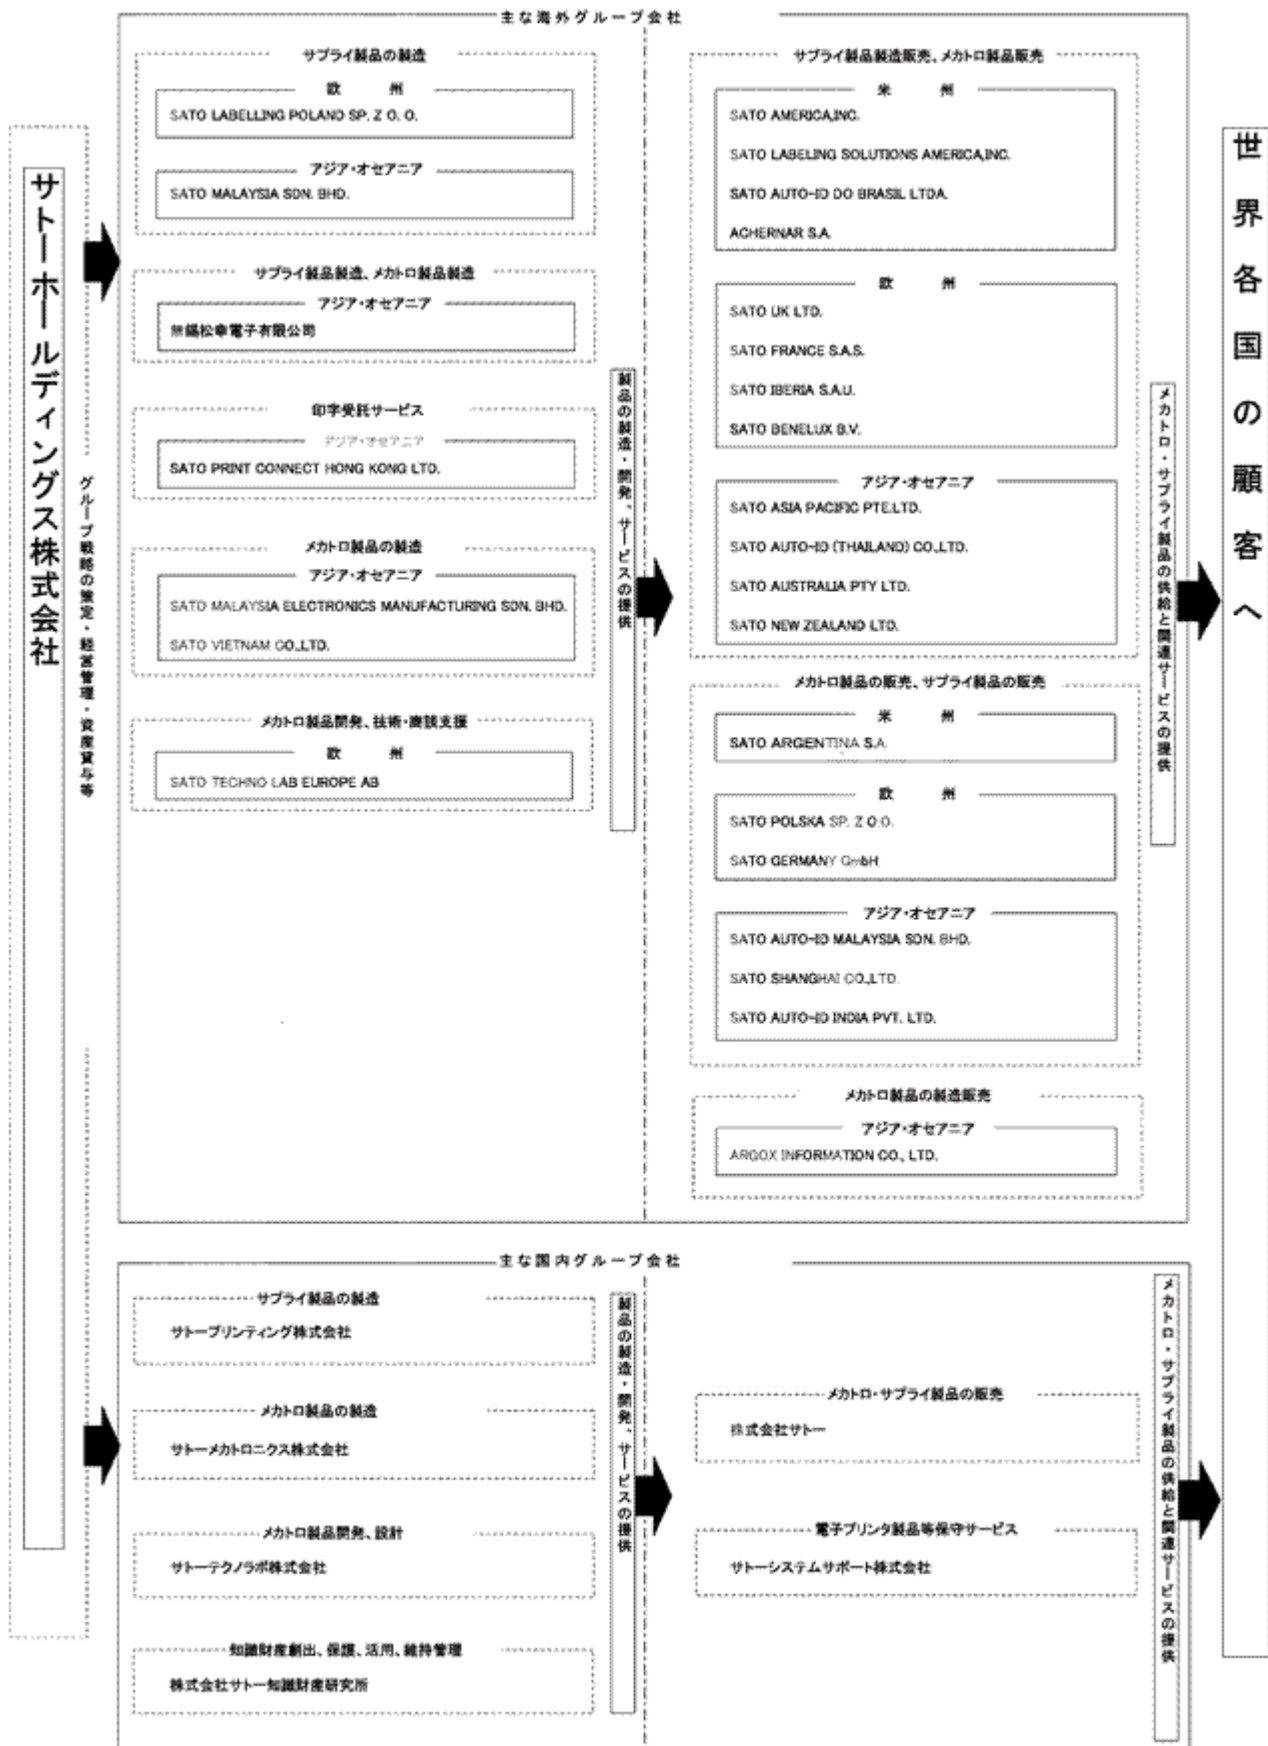 サトーホールディングス株式会社
グループ戦略の策定・経営管理・資産貸与等
主な海外グループ会社
サプライ製品の製造
欧 州
SATO LABELLING POLAND SP. Z O. O.
アジア・オセアニア
SATO MALAYSIA SDN. BHD.
サプライ製品製造、メカトロ製品製造
アジア・オセアニア
無錫松幸電子有限公司
印字受託サービス
アジア・オセアニア
SATO PRINT CONNECT HONG KONG LTD.
メカトロ製品の製造
アジア・オセアニア
SATO MALAYSIA ELECTRONICS MANUFACTURING SDN. BHD.
SATO VIETNAM CO.,LTD.
メカトロ製品開発、技術・商談支援
欧 州
SATO TECHNO LAB EUROPE AB
製品の製造・開発、サービスの提供
サプライ製品製造販売、メカトロ製品販売
米 州
SATO AMERICA,INC.
SATO LABELING SOLUTIONS AMERICA,INC.
SATO AUTO-ID DO BRASIL LTDA.
ACHERNAR S.A.
欧 州
SATO UK LTD.
SATO FRANCE S.A.S.
SATO IBERIA S.A.U.
SATO BENELUX B.V.
アジア・オセアニア
SATO ASIA PACIFIC PTE.LTD.
SATO AUTO-ID (THAILAND) CO.,LTD.
SATO AUSTRALIA PTY LTD.
SATO NEW ZEALAND LTD.
メカトロ製品の販売、サプライ製品の販売
米 州
SATO ARGENTINA S.A.
欧 州
SATO POLSKA SP. Z O.O.
SATO GERMANY GmbH
アジア・オセアニア
SATO AUTO-ID MALAYSIA SDN. BHD.
SATO SHANGHAI CO.,LTD.
SATO AUTO-ID INDIA PVT. LTD.
メカトロ製品の製造販売
アジア・オセアニア
ARGOX INFORMATION CO., LTD.
メカトロ・サプライ製品の供給と関連サービスの提供
世界各国の顧客へ
主な国内グループ会社
サプライ製品の製造
サトープリンティング株式会社
メカトロ製品の製造
サトーメカトロニクス株式会社
メカトロ製品開発、設計
サトーテクノラボ株式会社
知識財産創出、保護、活用、維持管理
株式会社サトー知識財産研究所
製品の製造・開発、サービスの提供
メカトロ・サプライ製品の販売
株式会社サトー
電子プリンタ製品等保守サービス
サトーシステムサポート株式会社
メカトロ・サプライ製品の供給と関連サービスの提供